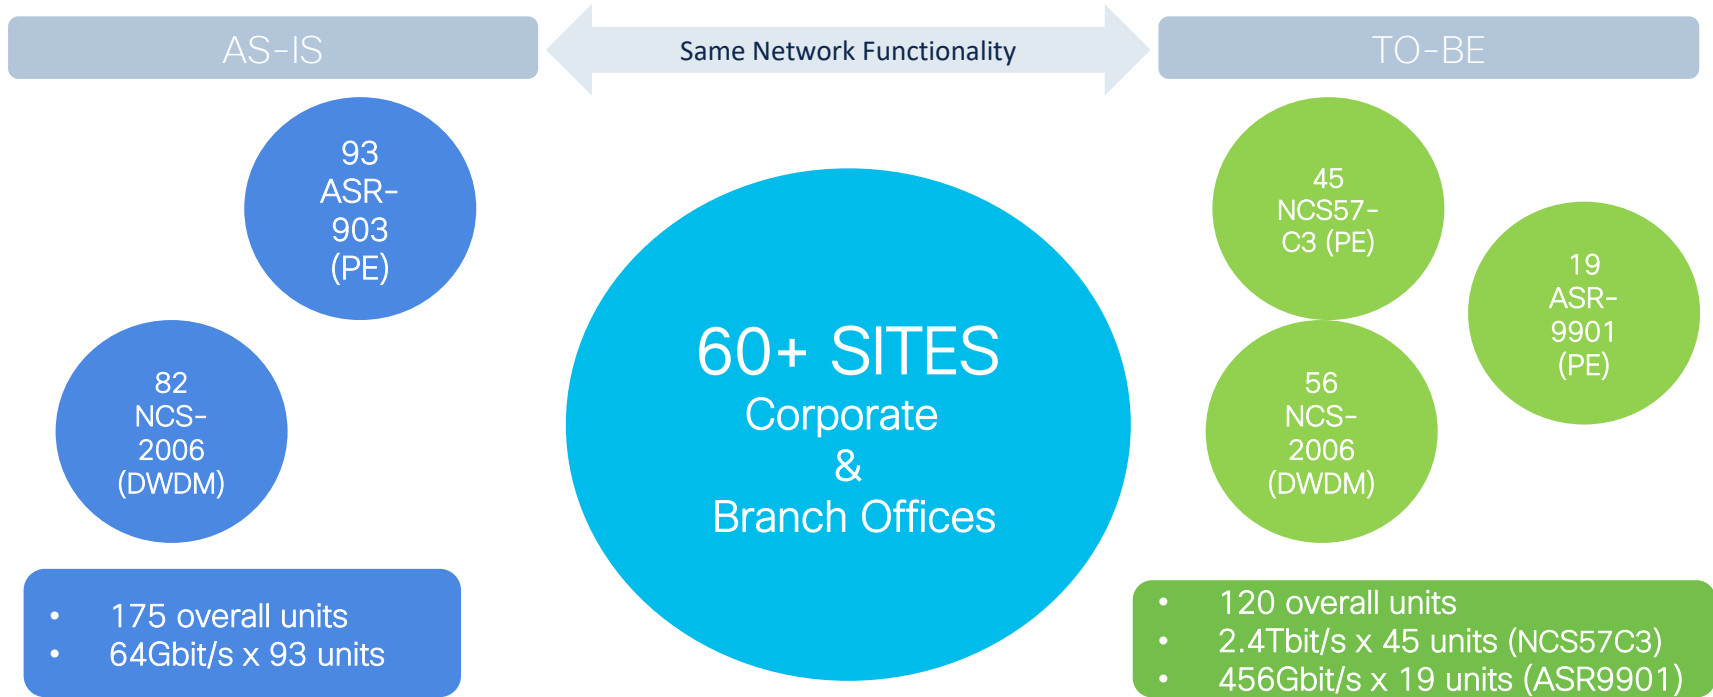 AS-IS
Same Network Functionality
TO-BE
93
ASR-
903
(PE)
82
NCS-
2006
(DWDM)
• 175 overall units
• 64Gbit/s x 93 units
60+ SITES
Corporate
&
Branch Offices
45
NCS57-
C3 (PE)
19
ASR-
9901
(PE)
56
NCS-
2006
(DWDM)
• 120 overall units
• 2.4Tbit/s x 45 units (NCS57C3)
• 456Gbit/s x 19 units (ASR9901)